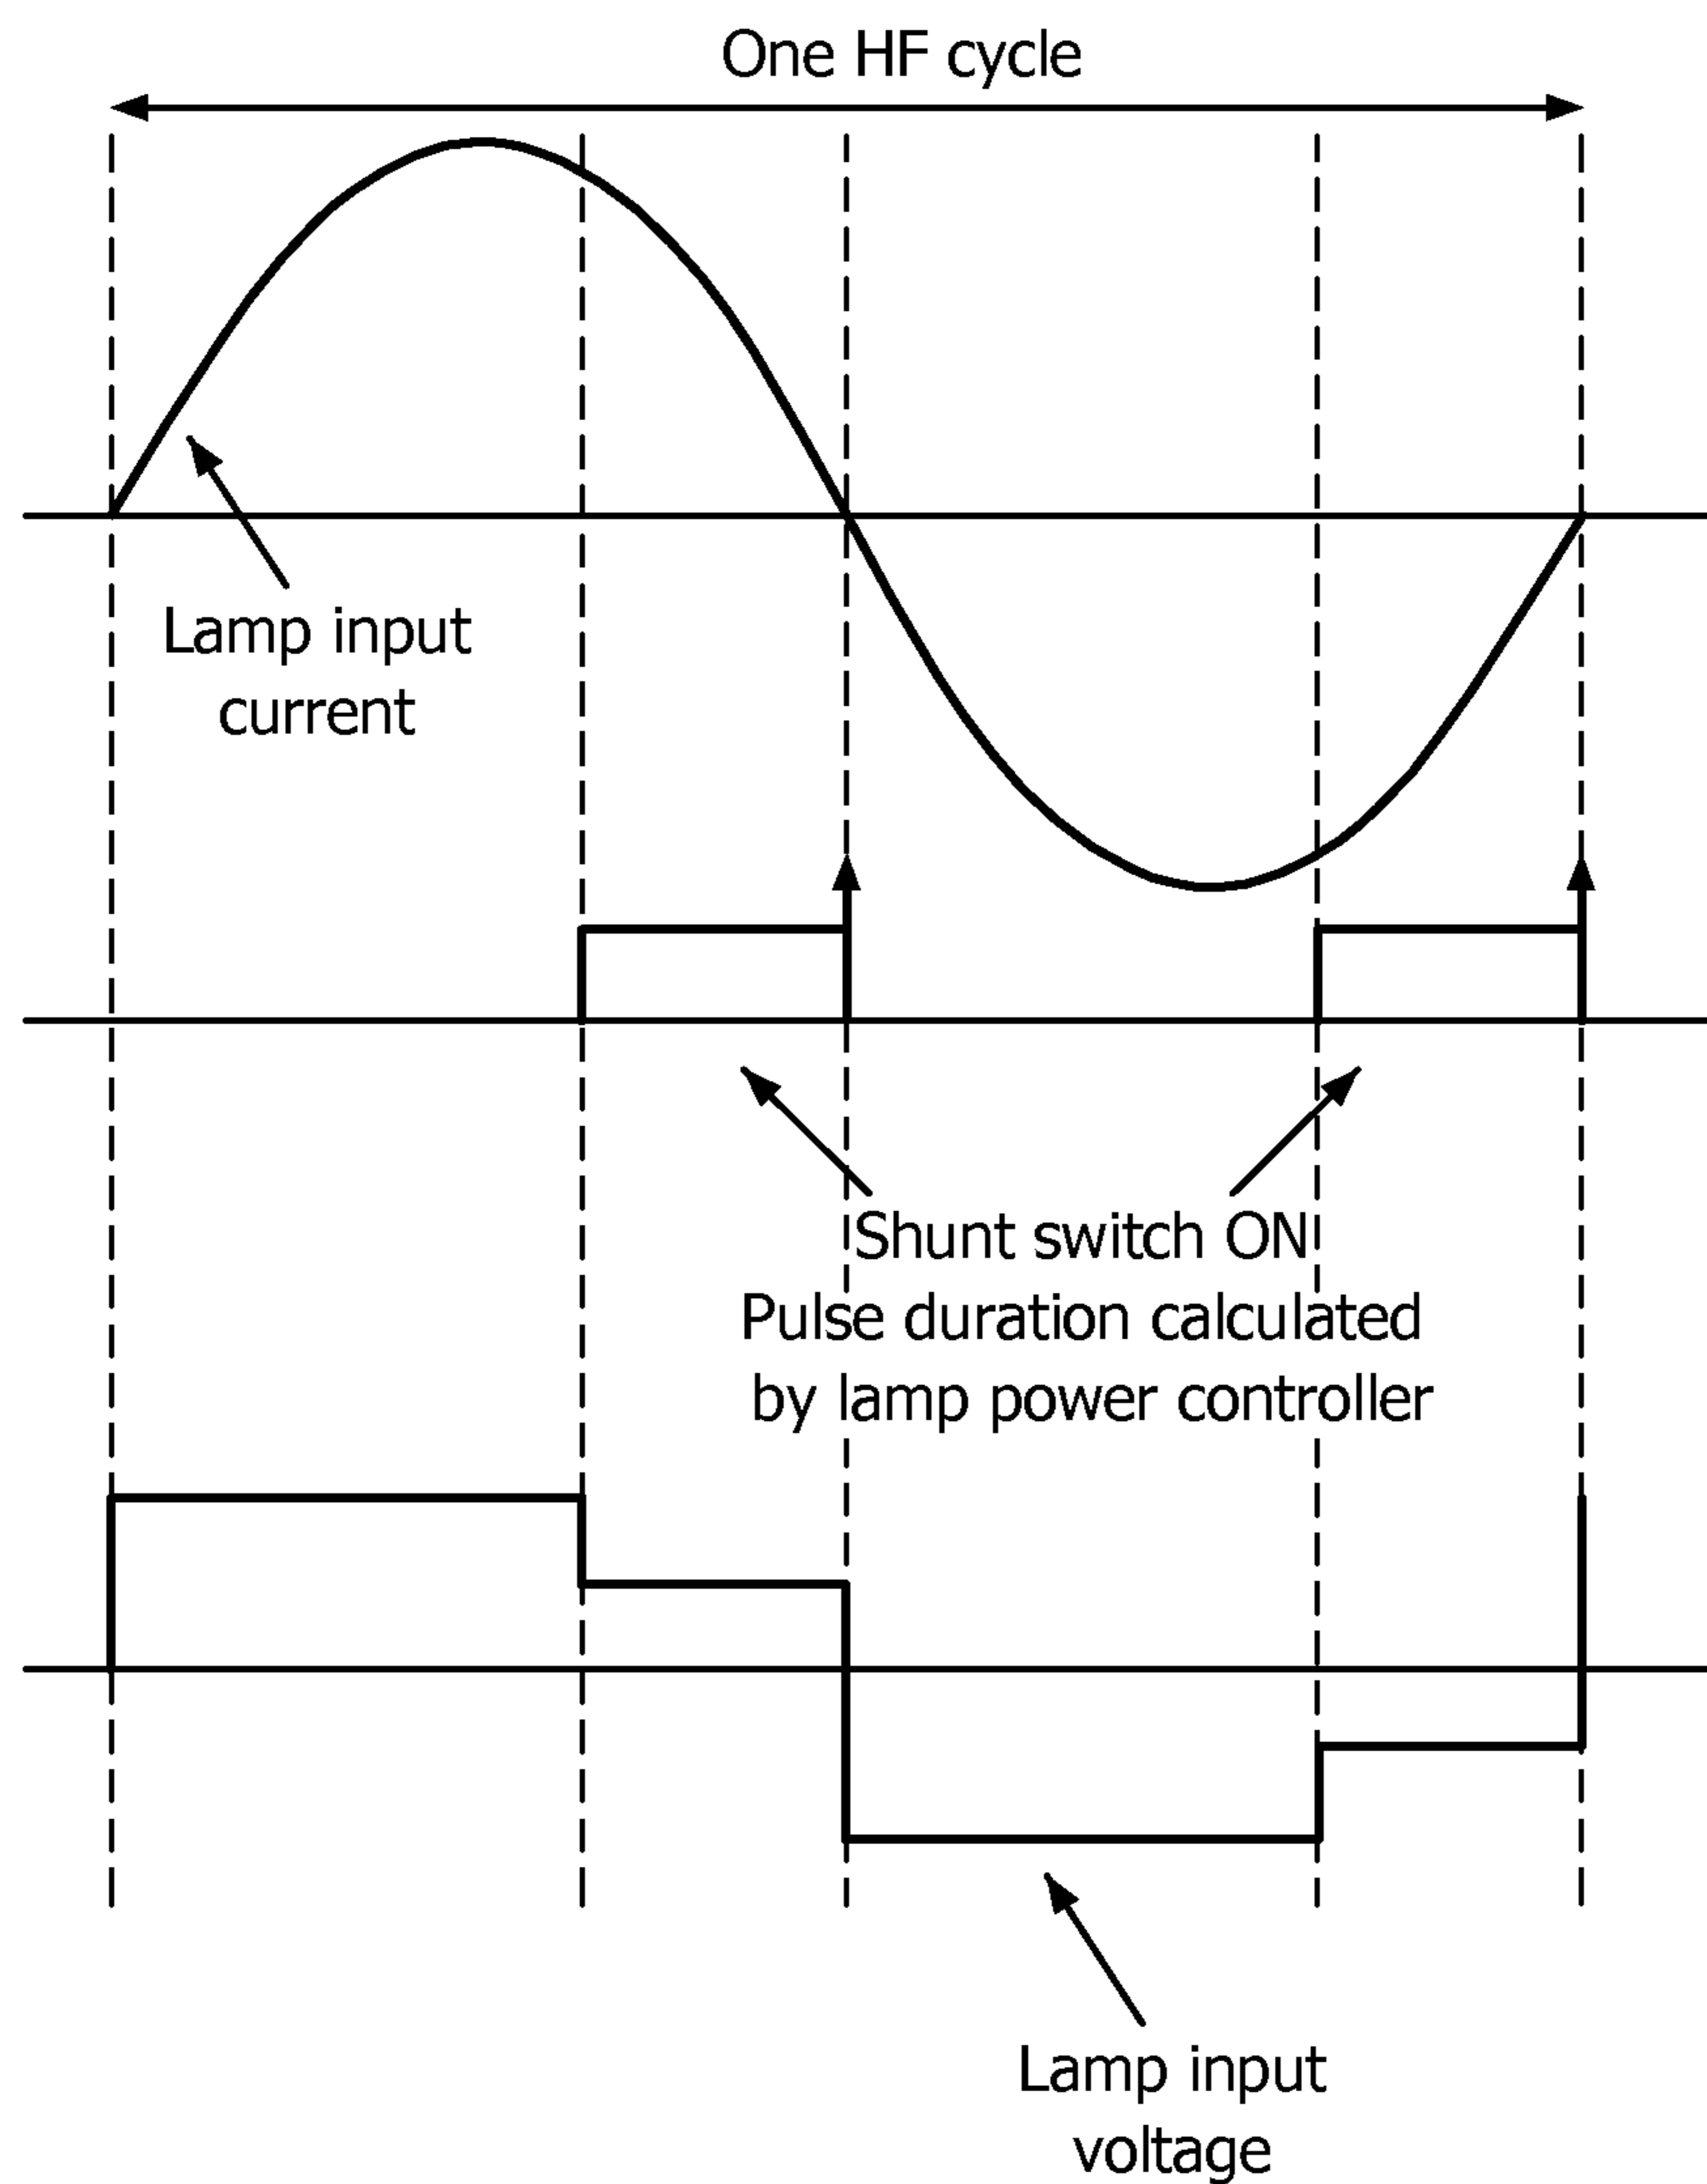 One HF cycle
Lamp input
current
Shunt switch ON
Pulse duration calculated
by lamp power controller
Lamp input
voltage